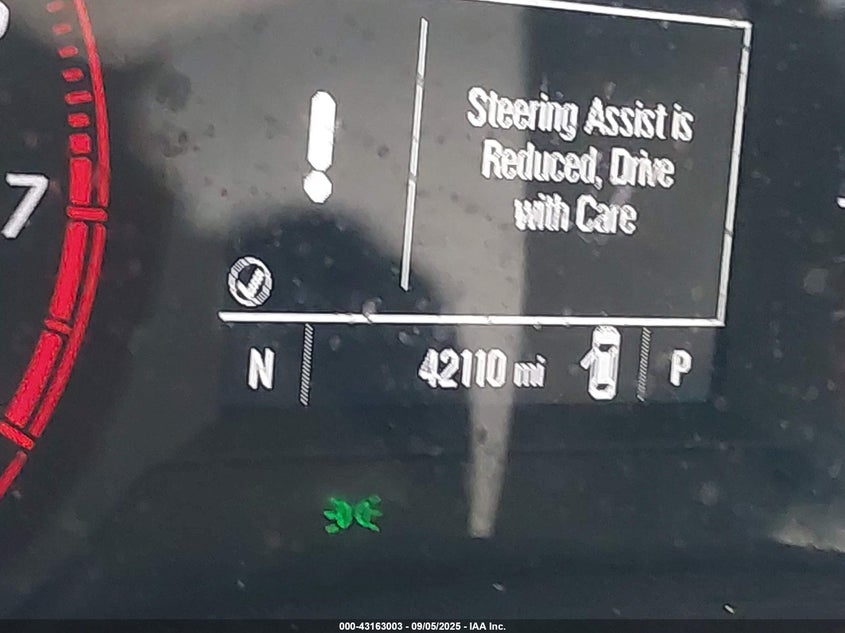 Steering Assist is
Reduced, Drive
with Care
7
N 42110 mi P
000-43163003 - 09/05/2025 - IAA Inc.